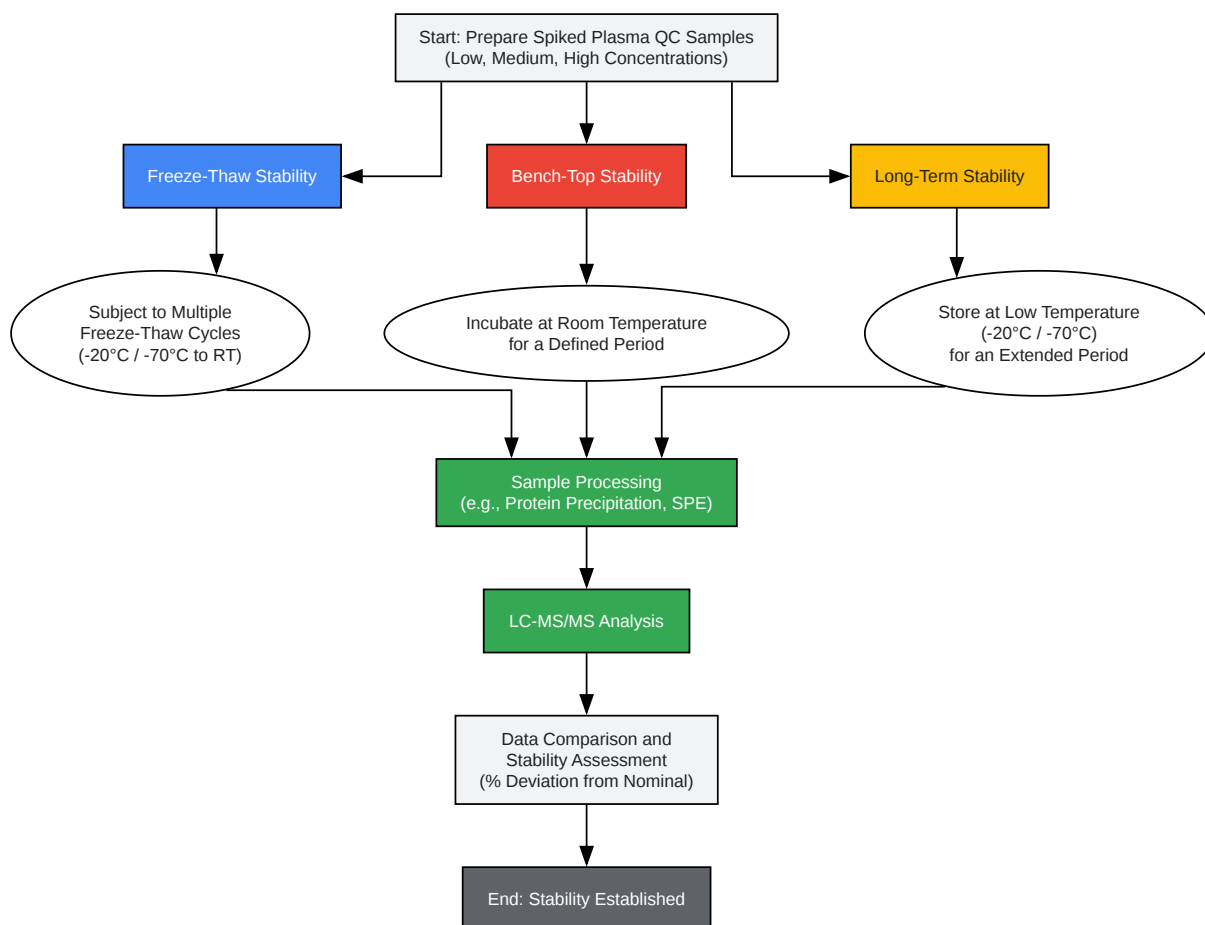 Start: Prepare Spiked Plasma QC Samples
(Low, Medium, High Concentrations)
Freeze-Thaw Stability
Bench-Top Stability
Long-Term Stability
Subject to Multiple
Freeze-Thaw Cycles
(-20°C / -70°C to RT)
Incubate at Room Temperature
for a Defined Period
Store at Low Temperature
(-20°C / -70°C)
for an Extended Period
Sample Processing
(e.g., Protein Precipitation, SPE)
LC-MS/MS Analysis
Data Comparison and
Stability Assessment
(% Deviation from Nominal)
End: Stability Established